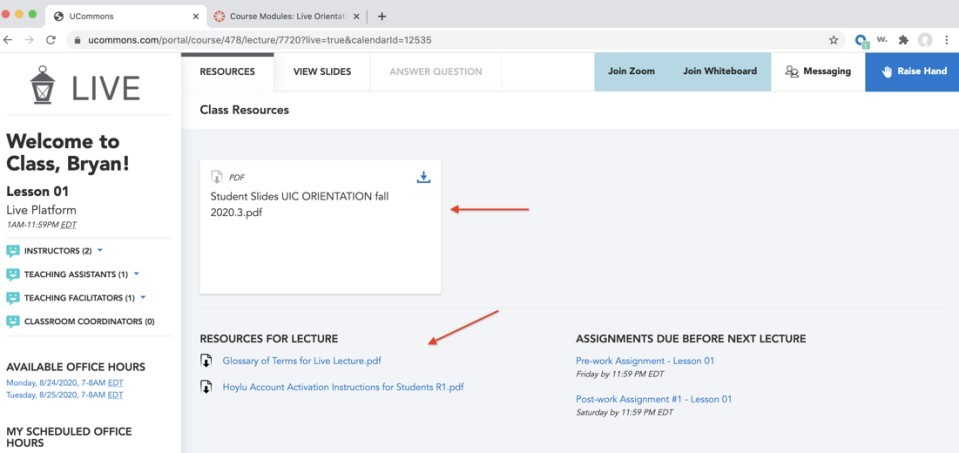 UCommons
Course Modules: Live Orientati
ucommons.com/portal/course/478/lecture/7720?live=true&calendarId=12535
LIVE
Welcome to
Class, Bryan!
Lesson 01
Live Platform
1AM-11:59PM EDT
INSTRUCTORS (2)
TEACHING ASSISTANTS (1)
TEACHING FACILITATORS (1)
CLASSROOM COORDINATORS (0)
AVAILABLE OFFICE HOURS
Monday, 8/24/2020, 7-8AM EDT
Tuesday, 8/25/2020, 7-8AM EDT
MY SCHEDULED OFFICE
HOURS
RESOURCES VIEW SLIDES ANSWER QUESTION Join Zoom Join Whiteboard Messaging Raise Hand
Class Resources
PDF
Student Slides UIC ORIENTATION fall
2020.3.pdf
RESOURCES FOR LECTURE
Glossary of Terms for Live Lecture.pdf
Hoylu Account Activation Instructions for Students R1.pdf
ASSIGNMENTS DUE BEFORE NEXT LECTURE
Pre-work Assignment - Lesson 01
Friday by 11:59 PM EDT
Post-work Assignment #1 - Lesson 01
Saturday by 11:59 PM EDT